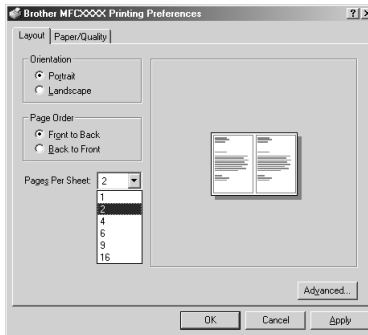 Brother MFCXXXX Printing Preferences
Layout Paper/Quality
Orientation
Portrait
Landscape
Page Order
Front to Back
Back to Front
Pages Per Sheet: 2
1
2
4
6
9
16
Advanced...
OK Cancel Apply